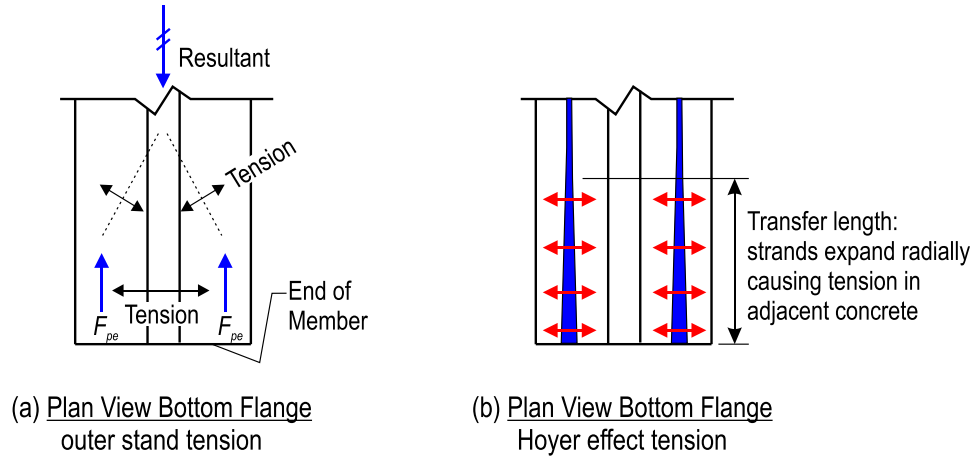 Resultant
Tension
Tension
F_pe
F_pe
End of
Member
(a) Plan View Bottom Flange
outer stand tension
Transfer length:
strands expand radially
causing tension in
adjacent concrete
(b) Plan View Bottom Flange
Hoyer effect tension